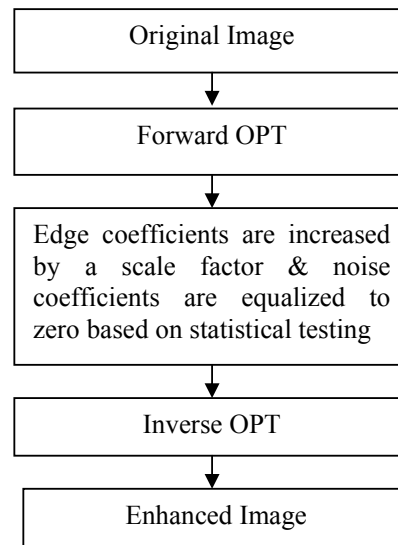 Original Image
Forward OPT
Edge coefficients are increased
by a scale factor & noise
coefficients are equalized to
zero based on statistical testing
Inverse OPT
Enhanced Image